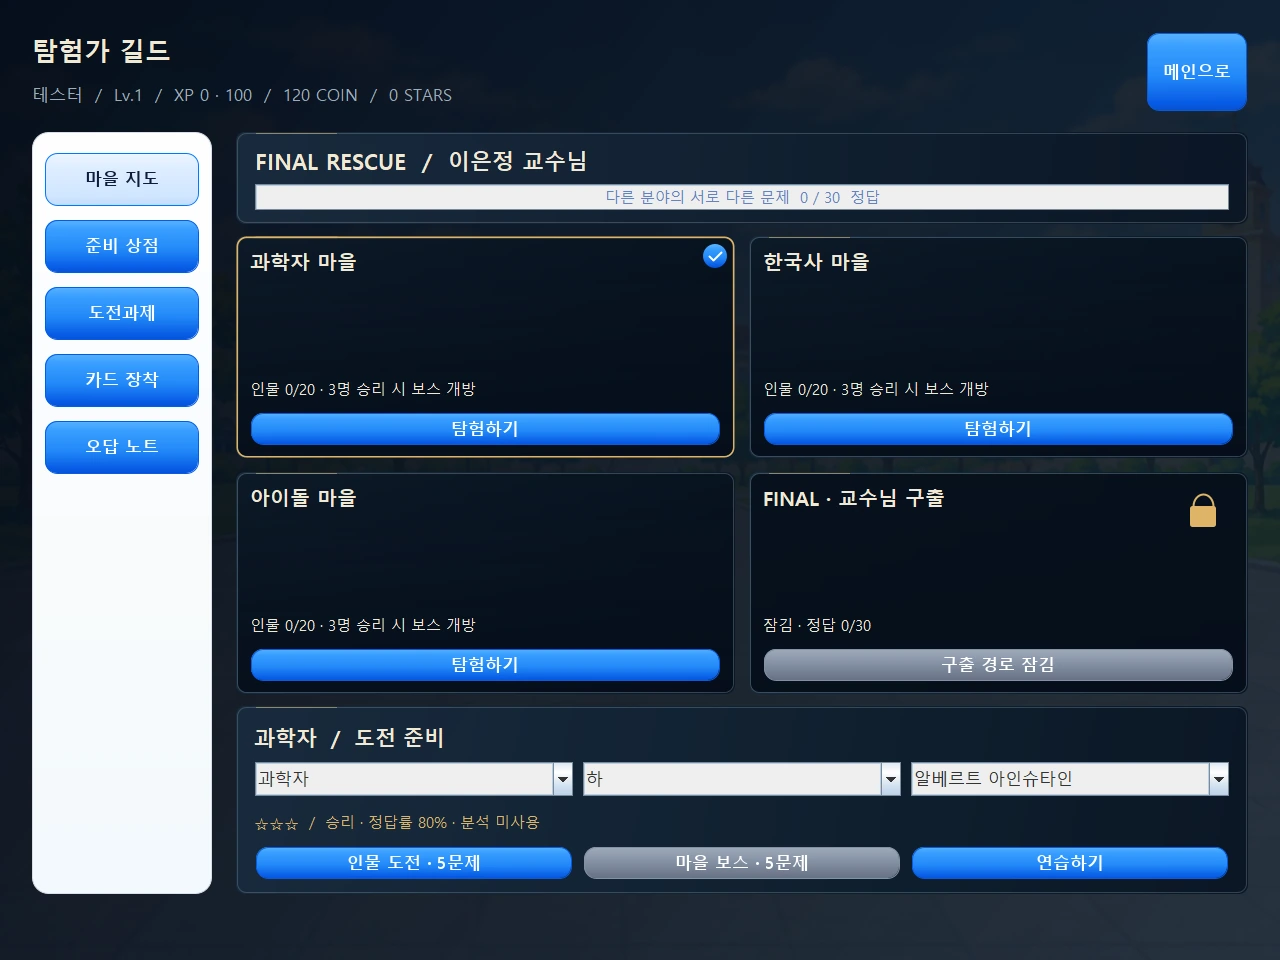 탐험가 길드
테스터 / Lv.1 / XP 0 · 100 / 120 COIN / 0 STARS
메인으로
마을 지도
준비 상점
도전과제
카드 장착
오답 노트
FINAL RESCUE / 이은정 교수님
다른 분야의 서로 다른 문제 0 / 30 정답
과학자 마을
인물 0/20 · 3명 승리 시 보스 개방
탐험하기
한국사 마을
인물 0/20 · 3명 승리 시 보스 개방
탐험하기
아이돌 마을
인물 0/20 · 3명 승리 시 보스 개방
탐험하기
FINAL · 교수님 구출
잠김 · 정답 0/30
구출 경로 잠김
과학자 / 도전 준비
과학자
하
알베르트 아인슈타인
☆☆☆ / 승리 · 정답률 80% · 분석 미사용
인물 도전 · 5문제
마을 보스 · 5문제
연습하기